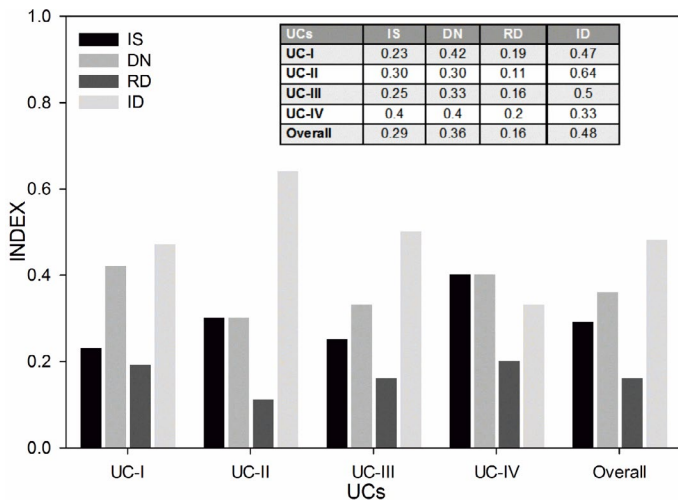 1.0
0.8
0.6
0.4
0.2
0.0
INDEX
IS
DN
RD
ID
UCs IS DN RD ID
UC-I 0.23 0.42 0.19 0.47
UC-II 0.30 0.30 0.11 0.64
UC-III 0.25 0.33 0.16 0.5
UC-IV 0.4 0.4 0.2 0.33
Overall 0.29 0.36 0.16 0.48
UC-I UC-II UC-III UC-IV Overall
UCs